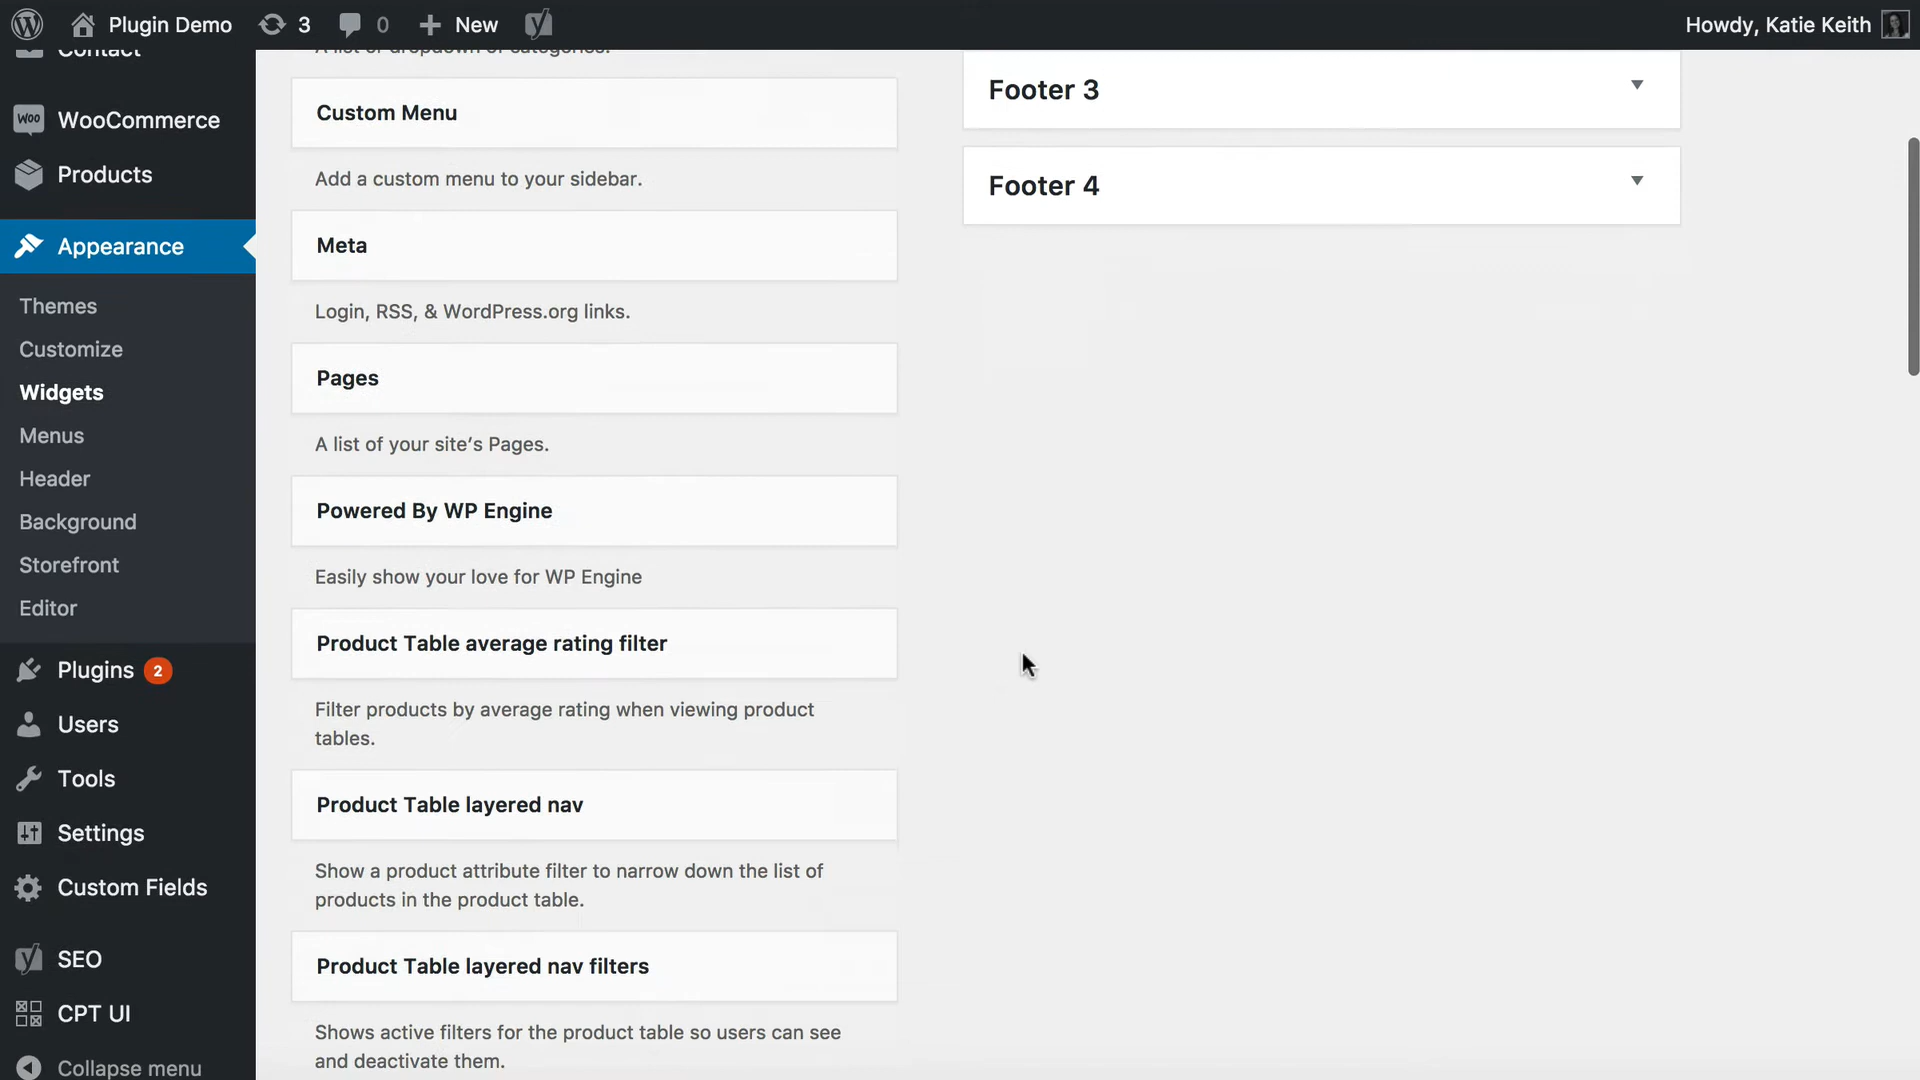 Plugin Demo 3 0 New Howdy, Katie Keith
Contact
WooCommerce
Products
Appearance
Themes
Customize
Widgets
Menus
Header
Background
Storefront
Editor
Plugins 2
Users
Tools
Settings
Custom Fields
SEO
CPT UI
Collapse menu
A list or dropdown of categories.
Custom Menu
Add a custom menu to your sidebar.
Meta
Login, RSS, & WordPress.org links.
Pages
A list of your site’s Pages.
Powered By WP Engine
Easily show your love for WP Engine
Product Table average rating filter
Filter products by average rating when viewing product
tables.
Product Table layered nav
Show a product attribute filter to narrow down the list of
products in the product table.
Product Table layered nav filters
Shows active filters for the product table so users can see
and deactivate them.
Footer 3
Footer 4